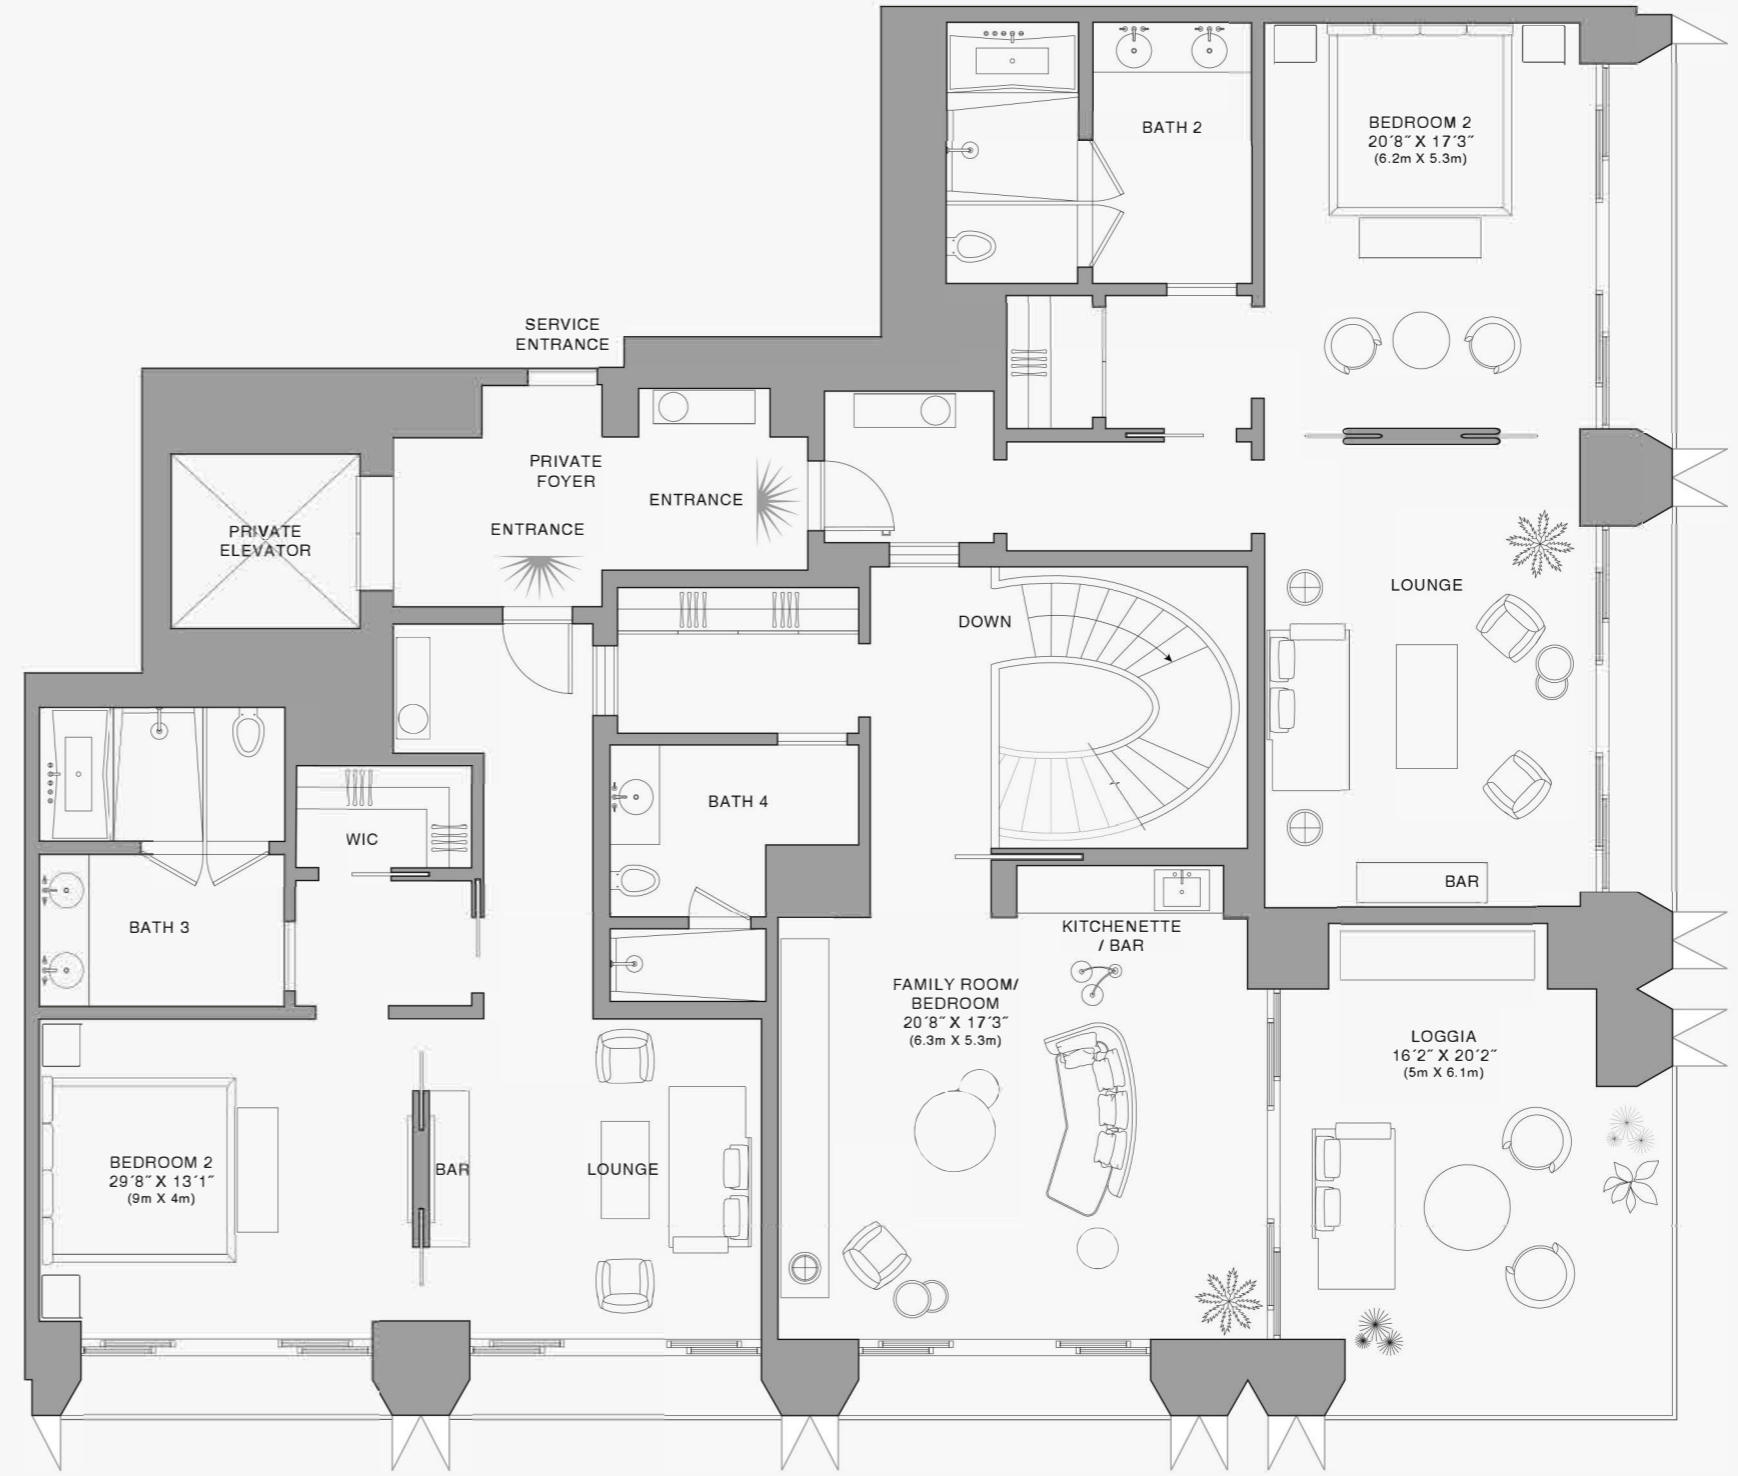 BATH 2
BEDROOM 2
20´8˝ X 17´3˝
(6.2m X 5.3m)
SERVICE
ENTRANCE
PRIVATE
FOYER
ENTRANCE
ENTRANCE
PRIVATE
ELEVATOR
LOUNGE
DOWN
BATH 4
WIC
BAR
BATH 3
KITCHENETTE
/ BAR
FAMILY ROOM/
BEDROOM
20´8˝ X 17´3˝
(6.3m X 5.3m)
LOGGIA
16´2˝ X 20´2˝
(5m X 6.1m)
BEDROOM 2
29´8˝ X 13´1˝
(9m X 4m)
BAR
LOUNGE